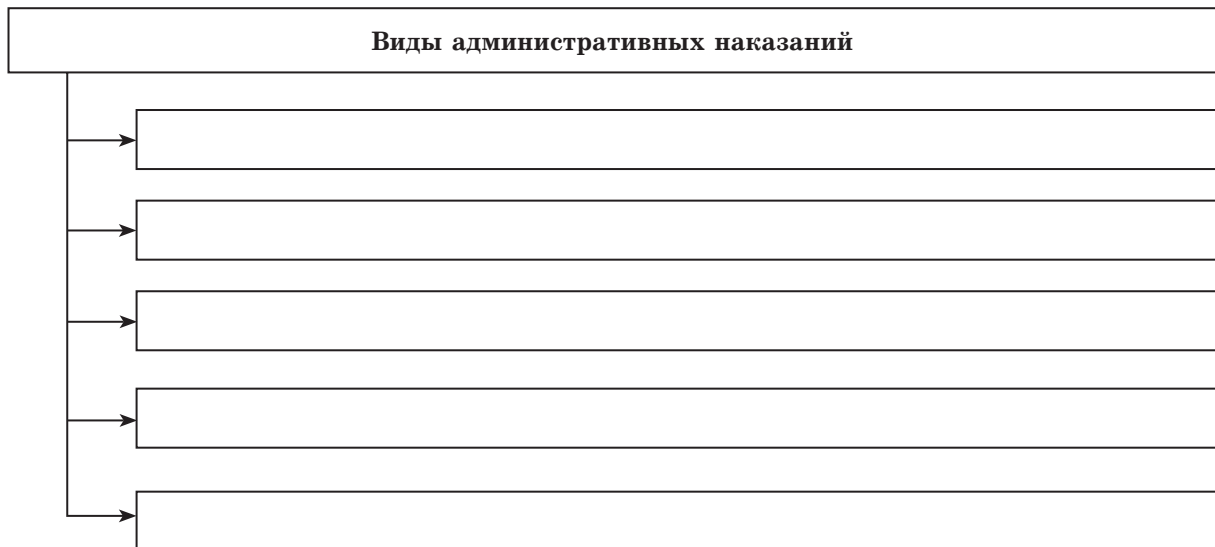 Виды административных наказаний